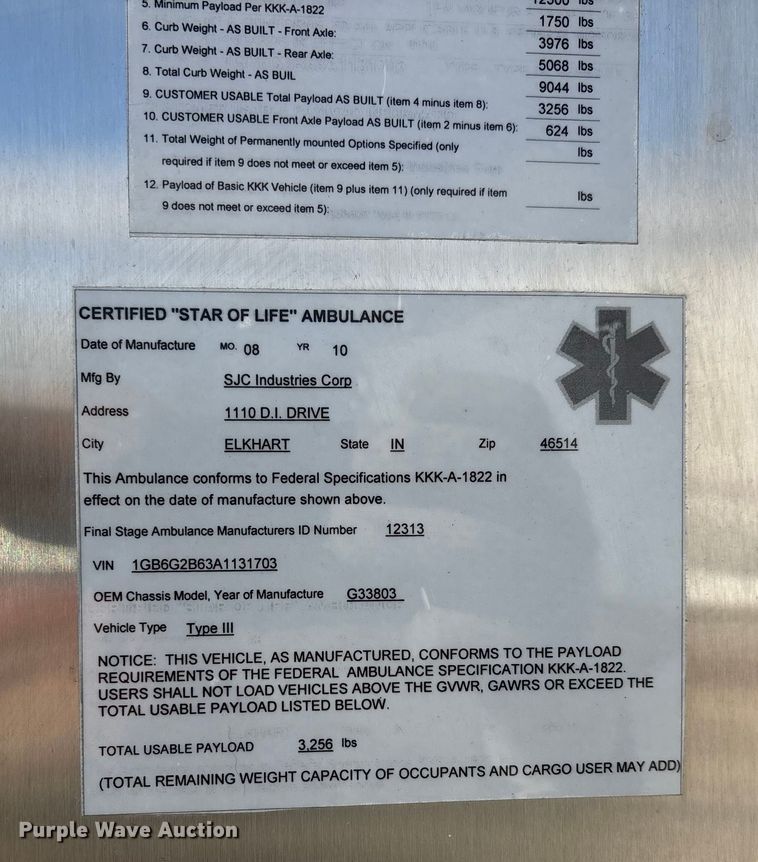 5. Minimum Payload Per KKK-A-1822
12300 lbs
1750 lbs
6. Curb Weight - AS BUILT - Front Axle:
3976 lbs
7. Curb Weight - AS BUILT - Rear Axle:
5068 lbs
8. Total Curb Weight - AS BUIL
9044 lbs
9. CUSTOMER USABLE Total Payload AS BUILT (item 4 minus item 8):
3256 lbs
10. CUSTOMER USABLE Front Axle Payload AS BUILT (item 2 minus item 6):
624 lbs
11. Total Weight of Permanently mounted Options Specified (only
lbs
required if item 9 does not meet or exceed item 5):
12. Payload of Basic KKK Vehicle (item 9 plus item 11) (only required if item
lbs
9 does not meet or exceed item 5):
CERTIFIED "STAR OF LIFE" AMBULANCE
Date of Manufacture MO. 08 YR 10
Mfg By SJC Industries Corp
Address 1110 D.I. DRIVE
City ELKHART State IN Zip 46514
This Ambulance conforms to Federal Specifications KKK-A-1822 in
effect on the date of manufacture shown above.
Final Stage Ambulance Manufacturers ID Number 12313
VIN 1GB6G2B63A1131703
OEM Chassis Model, Year of Manufacture G33803
Vehicle Type Type III
NOTICE: THIS VEHICLE, AS MANUFACTURED, CONFORMS TO THE PAYLOAD
REQUIREMENTS OF THE FEDERAL AMBULANCE SPECIFICATION KKK-A-1822.
USERS SHALL NOT LOAD VEHICLES ABOVE THE GVWR, GAWRS OR EXCEED THE
TOTAL USABLE PAYLOAD LISTED BELOW.
TOTAL USABLE PAYLOAD 3,256 lbs
(TOTAL REMAINING WEIGHT CAPACITY OF OCCUPANTS AND CARGO USER MAY ADD)
Purple Wave Auction